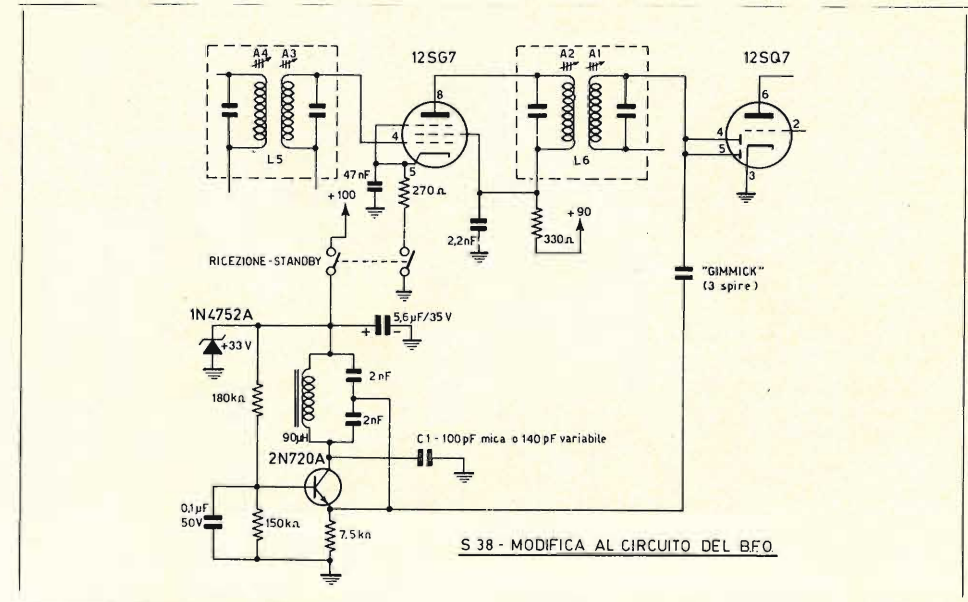 A4 A3
12SG7
A2 A1
12SQ7
8
6
4
2
4
5
5
3
L5
L6
47nF
270Ω
+100
2,2nF
330Ω
+90
RICEZIONE-STANDBY
"GIMMICK"
(3 spire)
1N4752A
+33V
5,6µF/35V
+ -
2nF
180kΩ
2nF
90µH
C1-100pF mica o 140pF variabile
2N720A
0,1µF
50V
150kΩ
7.5kΩ
S 38 - MODIFICA AL CIRCUITO DEL B.F.O.